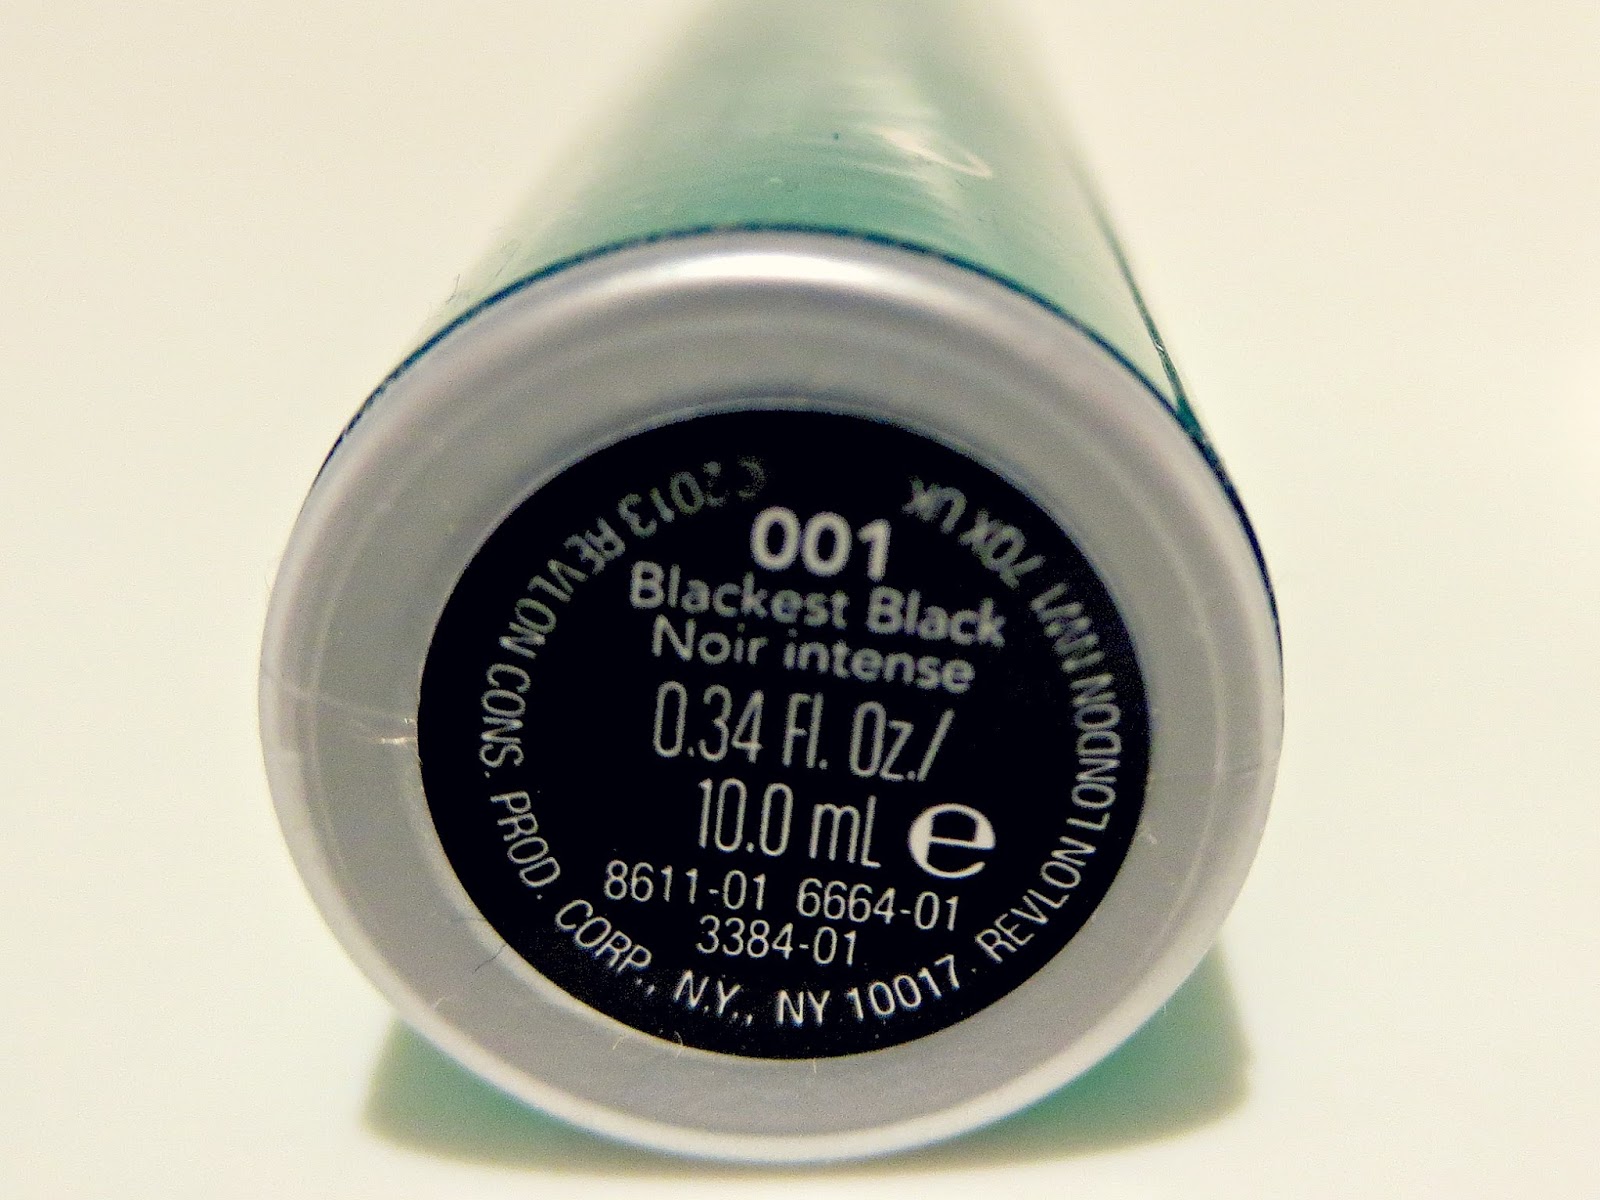 001
Blackest Black
Noir intense
0.34 Fl. Oz./
10.0 mL e
8611-01 6664-01
3384-01
2013 REVLON CONS. PROD. CORP., N.Y., NY 10017. REVLON LONDON NW1 7QX UK